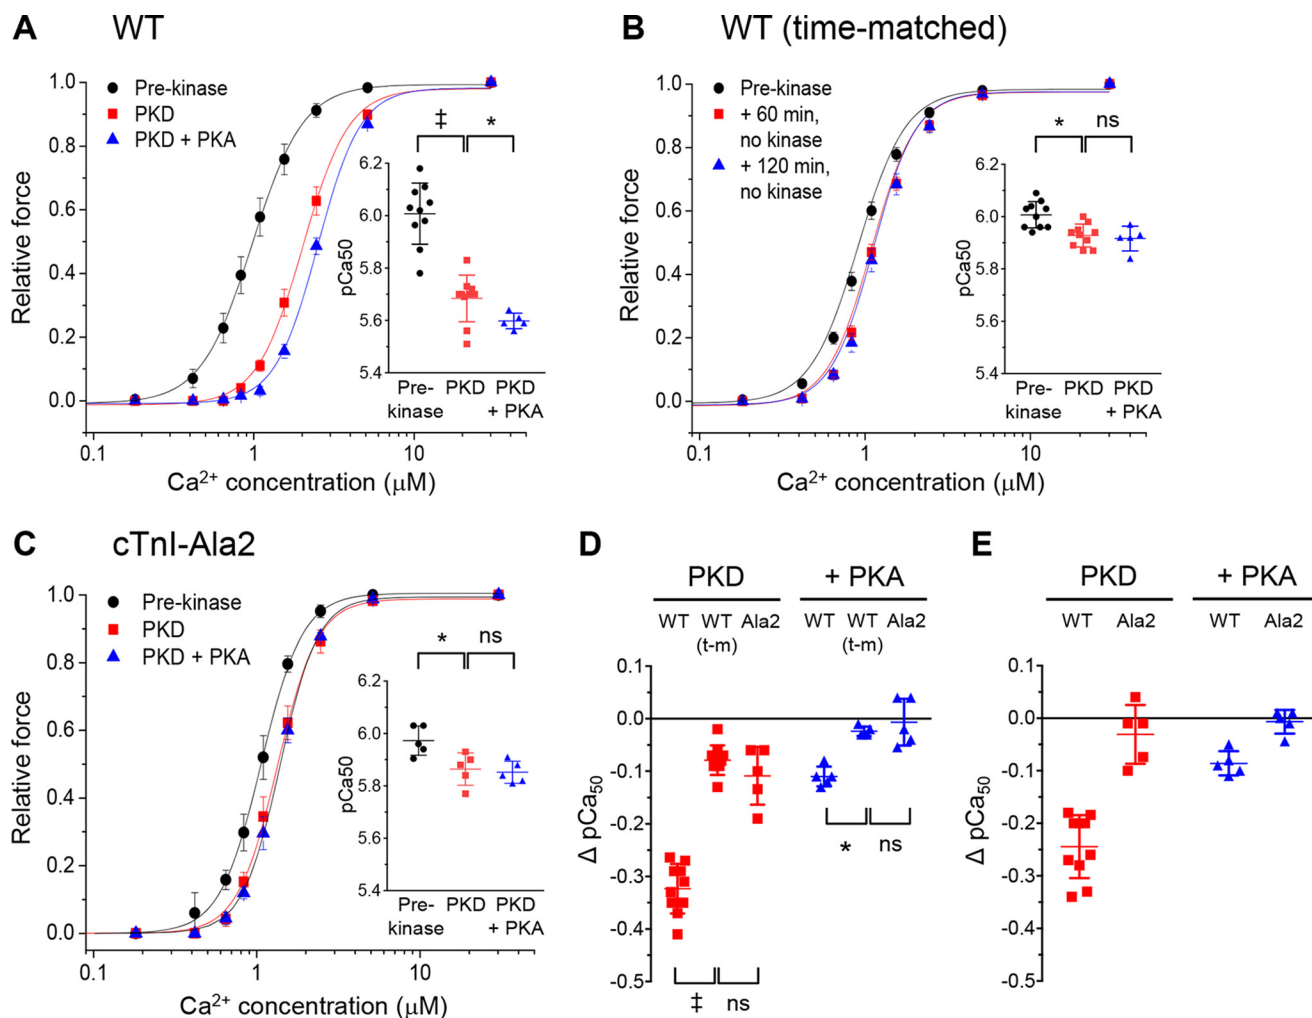 A WT
Pre-kinase
PKD
PKD + PKA
‡ *
1.0
0.8
0.6
0.4
0.2
0.0
Relative force
0.1 1 10
Ca²⁺ concentration (μM)
6.2
6.0
5.8
5.6
5.4
pCa50
Pre- PKD PKD
kinase + PKA
B WT (time-matched)
Pre-kinase
+ 60 min,
no kinase
+ 120 min,
no kinase
* ns
1.0
0.8
0.6
0.4
0.2
0.0
Relative force
0.1 1 10
Ca²⁺ concentration (μM)
6.2
6.0
5.8
5.6
5.4
pCa50
Pre- PKD PKD
kinase + PKA
C cTnI-Ala2
Pre-kinase
PKD
PKD + PKA
* ns
1.0
0.8
0.6
0.4
0.2
0.0
Relative force
0.1 1 10
Ca²⁺ concentration (μM)
6.2
6.0
5.8
5.6
5.4
pCa50
Pre- PKD PKD
kinase + PKA
D
PKD + PKA
WT WT Ala2 WT WT Ala2
(t-m) (t-m)
0.1
0.0
-0.1
-0.2
-0.3
-0.4
-0.5
Δ pCa₅₀
* ns
‡ ns
E
PKD + PKA
WT Ala2 WT Ala2
0.1
0.0
-0.1
-0.2
-0.3
-0.4
-0.5
Δ pCa₅₀